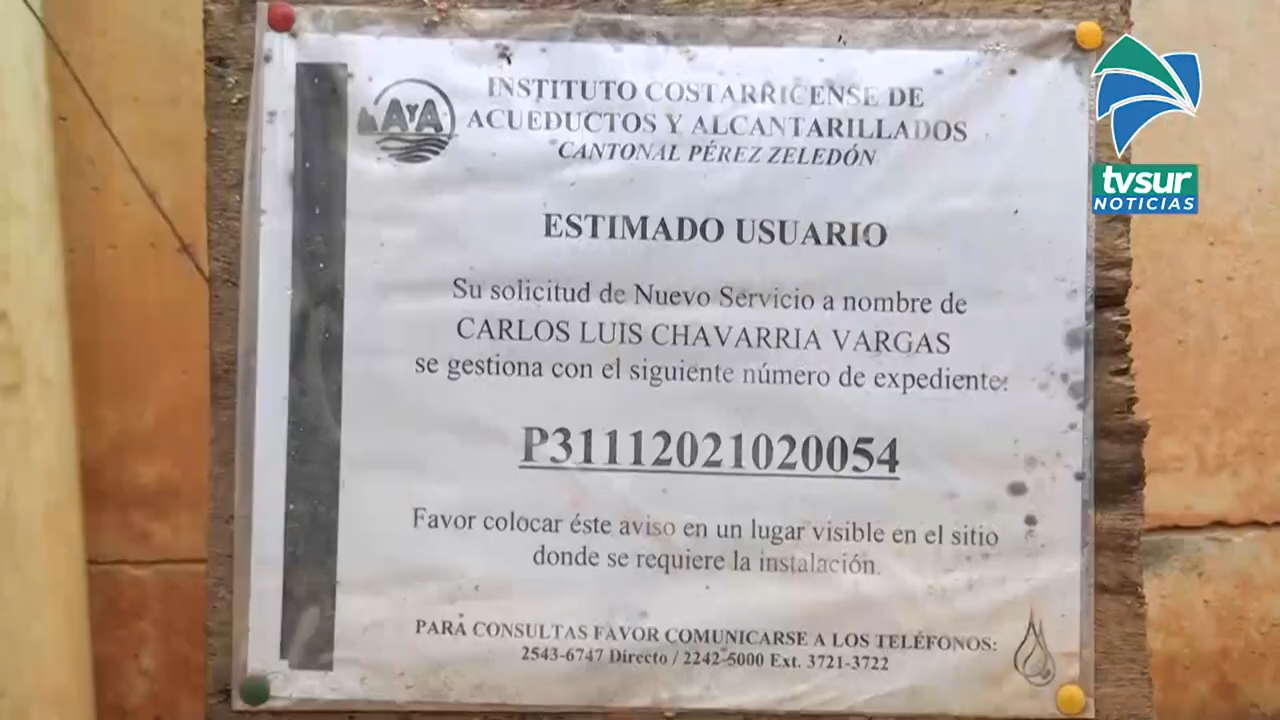 INSTITUTO COSTARRICENSE DE
ACUEDUCTOS Y ALCANTARILLADOS
CANTONAL PÉREZ ZELEDÓN
AYA
tvsur
NOTICIAS
ESTIMADO USUARIO
Su solicitud de Nuevo Servicio a nombre de
CARLOS LUIS CHAVARRIA VARGAS
se gestiona con el siguiente número de expediente:
P31112021020054
Favor colocar éste aviso en un lugar visible en el sitio
donde se requiere la instalación.
PARA CONSULTAS FAVOR COMUNICARSE A LOS TELÉFONOS:
2543-6747 Directo / 2242-5000 Ext. 3721-3722